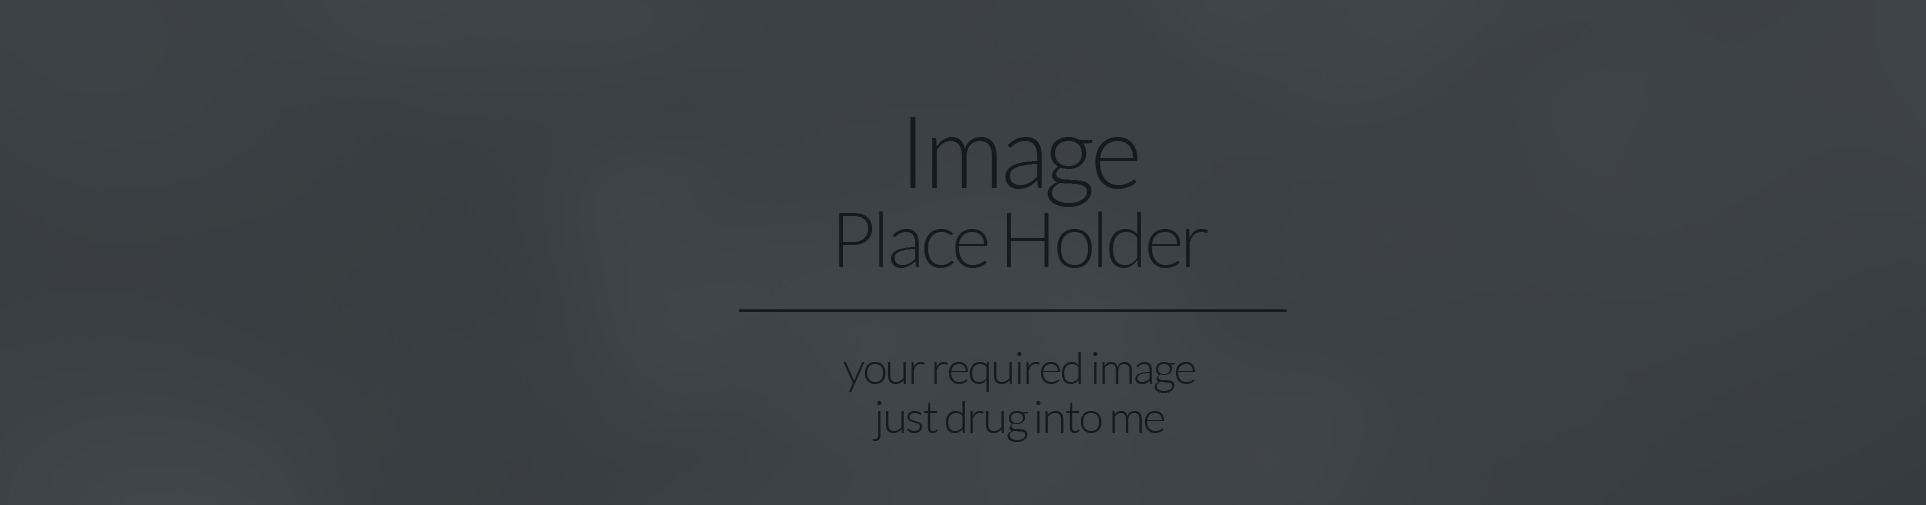 Image
Place Holder
your required image
just drug into me